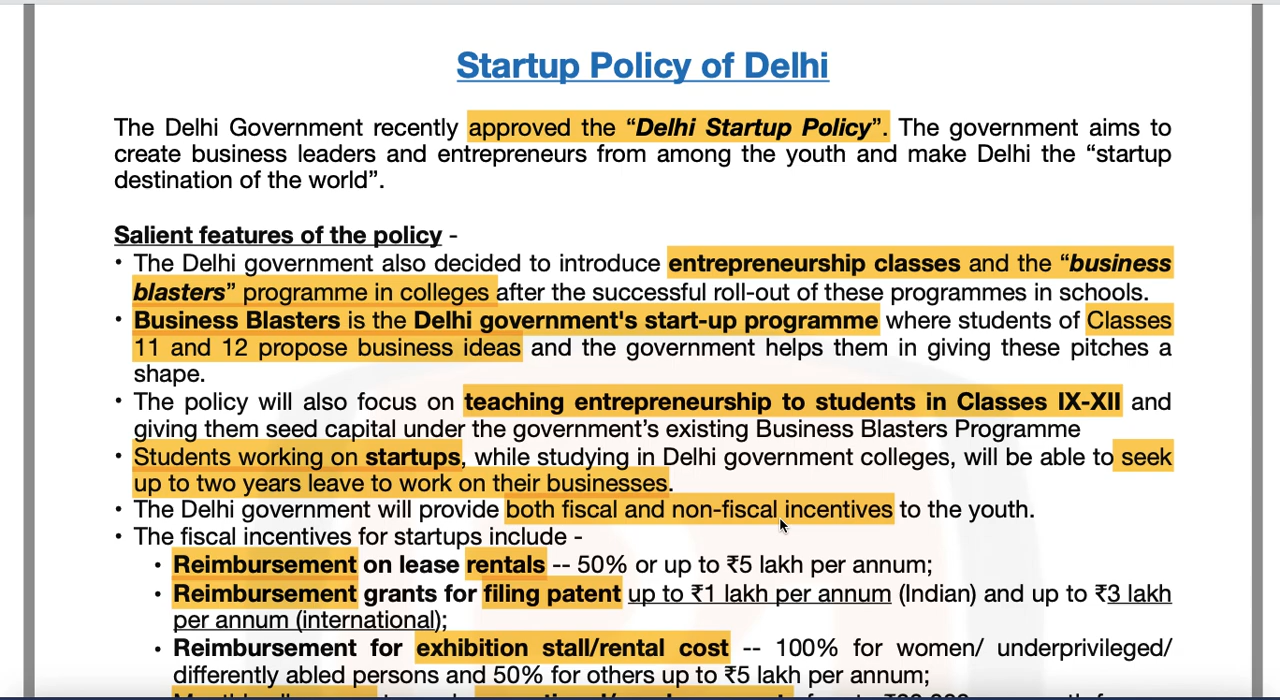 Startup Policy of Delhi
The Delhi Government recently approved the “Delhi Startup Policy”. The government aims to
create business leaders and entrepreneurs from among the youth and make Delhi the “startup
destination of the world”.
Salient features of the policy -
• The Delhi government also decided to introduce entrepreneurship classes and the “business
blasters” programme in colleges after the successful roll-out of these programmes in schools.
• Business Blasters is the Delhi government's start-up programme where students of Classes
11 and 12 propose business ideas and the government helps them in giving these pitches a
shape.
• The policy will also focus on teaching entrepreneurship to students in Classes IX-XII and
giving them seed capital under the government’s existing Business Blasters Programme
• Students working on startups, while studying in Delhi government colleges, will be able to seek
up to two years leave to work on their businesses.
• The Delhi government will provide both fiscal and non-fiscal incentives to the youth.
• The fiscal incentives for startups include -
• Reimbursement on lease rentals -- 50% or up to ₹5 lakh per annum;
• Reimbursement grants for filing patent up to ₹1 lakh per annum (Indian) and up to ₹3 lakh
per annum (international);
• Reimbursement for exhibition stall/rental cost -- 100% for women/ underprivileged/
differently abled persons and 50% for others up to ₹5 lakh per annum;